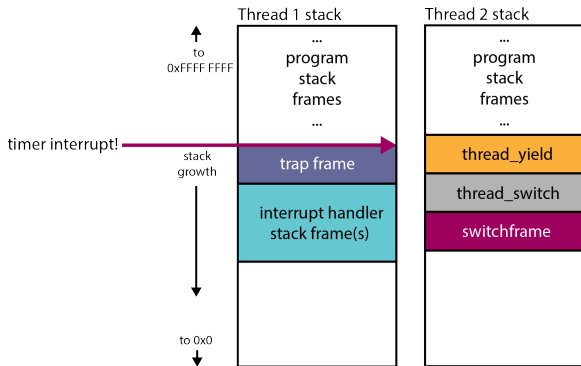 Thread 1 stack
Thread 2 stack
to
0xFFFF FFFF
...
program
stack
frames
...
...
program
stack
frames
...
timer interrupt!
stack
growth
trap frame
interrupt handler
stack frame(s)
thread_yield
thread_switch
switchframe
to 0x0